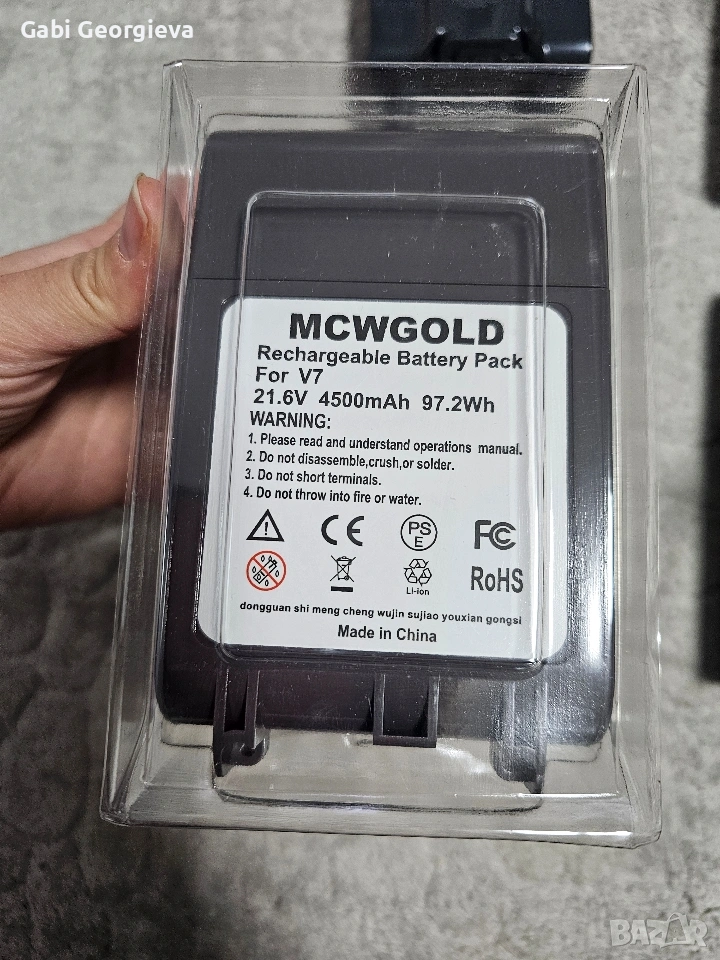 Gabi Georgieva
MCWGOLD
Rechargeable Battery Pack
For V7
21.6V 4500mAh 97.2Wh
WARNING:
1. Please read and understand operations manual.
2. Do not disassemble,crush,or solder.
3. Do not short terminals.
4. Do not throw into fire or water.
CE PS E FC
Li-ion RoHS
dongguan shi meng cheng wujin sujiao youxian gongsi
Made in China
BAZAR